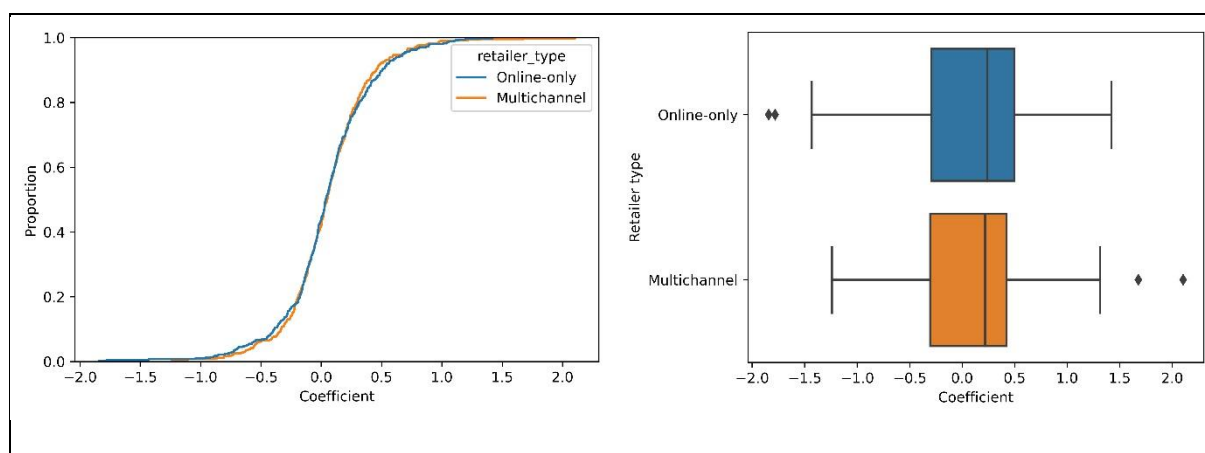 1.0
0.8
0.6
0.4
0.2
0.0
Proportion
retailer_type
Online-only
Multichannel
−2.0 −1.5 −1.0 −0.5 0.0 0.5 1.0 1.5 2.0
Coefficient
Retailer type
Online-only
Multichannel
−2.0 −1.5 −1.0 −0.5 0.0 0.5 1.0 1.5 2.0
Coefficient